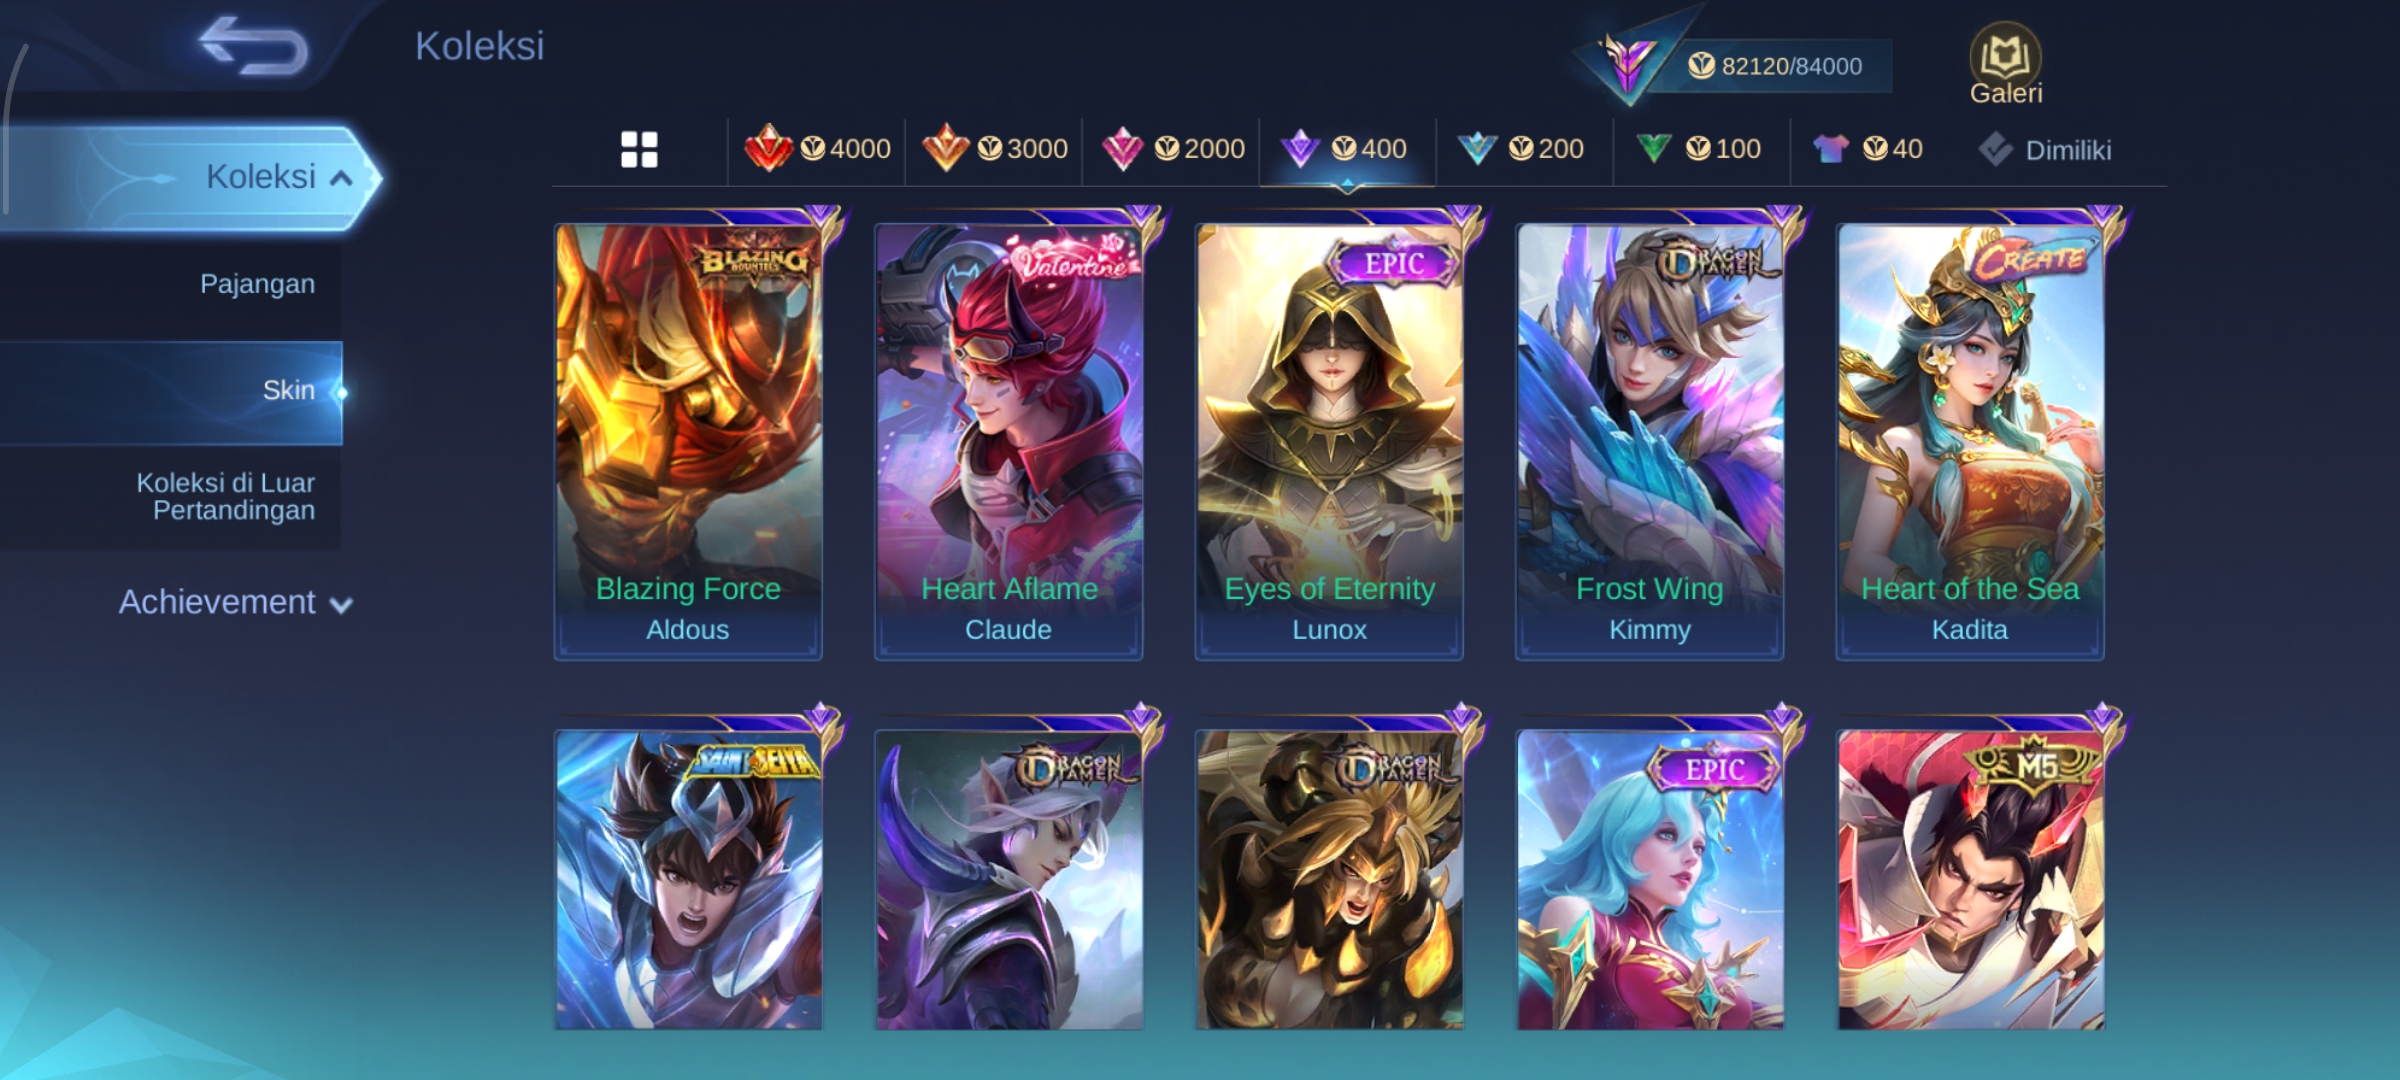 Koleksi
82120/84000
Galeri
4000
3000
2000
400
200
100
40
Dimiliki
Koleksi
Pajangan
Skin
Koleksi di Luar
Pertandingan
Achievement
BLAZING
BOUNTIES
Blazing Force
Aldous
Valentine
Heart Aflame
Claude
EPIC
Eyes of Eternity
Lunox
DRAGON
TAMER
Frost Wing
Kimmy
CREATE
Heart of the Sea
Kadita
SAINT SEIYA
DRAGON
TAMER
DRAGON
TAMER
EPIC
M5